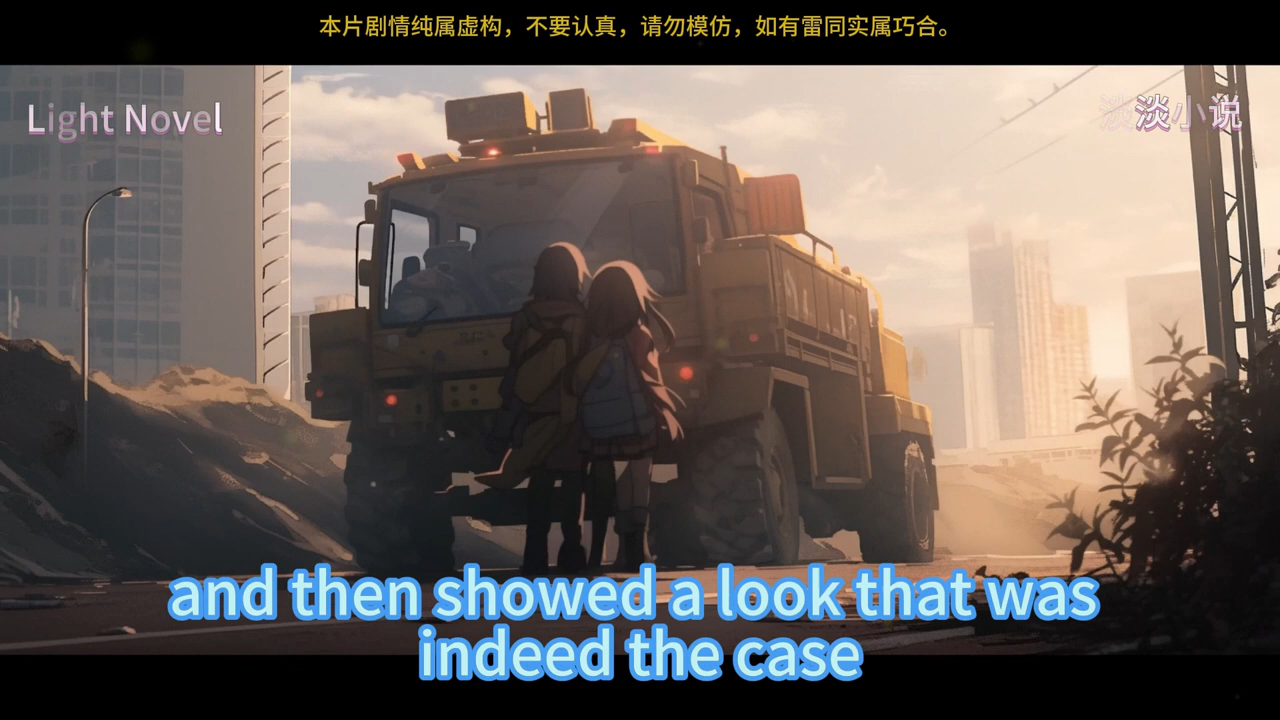 本片剧情纯属虚构，不要认真，请勿模仿，如有雷同实属巧合。
Light Novel
淡淡小说
and then showed a look that was
indeed the case